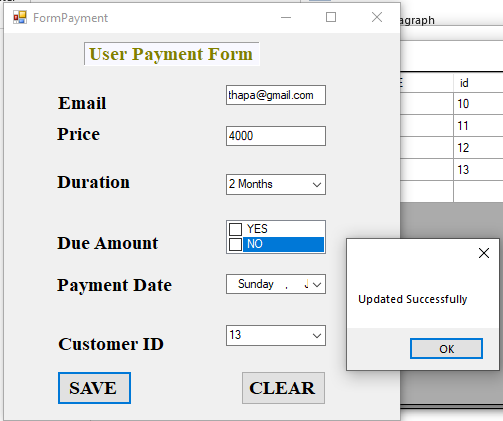 FormPayment
agraph
User Payment Form
Email
thapa@gmail.com
id
Price
4000
10
11
12
13
Duration
2 Months
Due Amount
YES
NO
Payment Date
Sunday ,
Updated Successfully
OK
Customer ID
13
SAVE
CLEAR